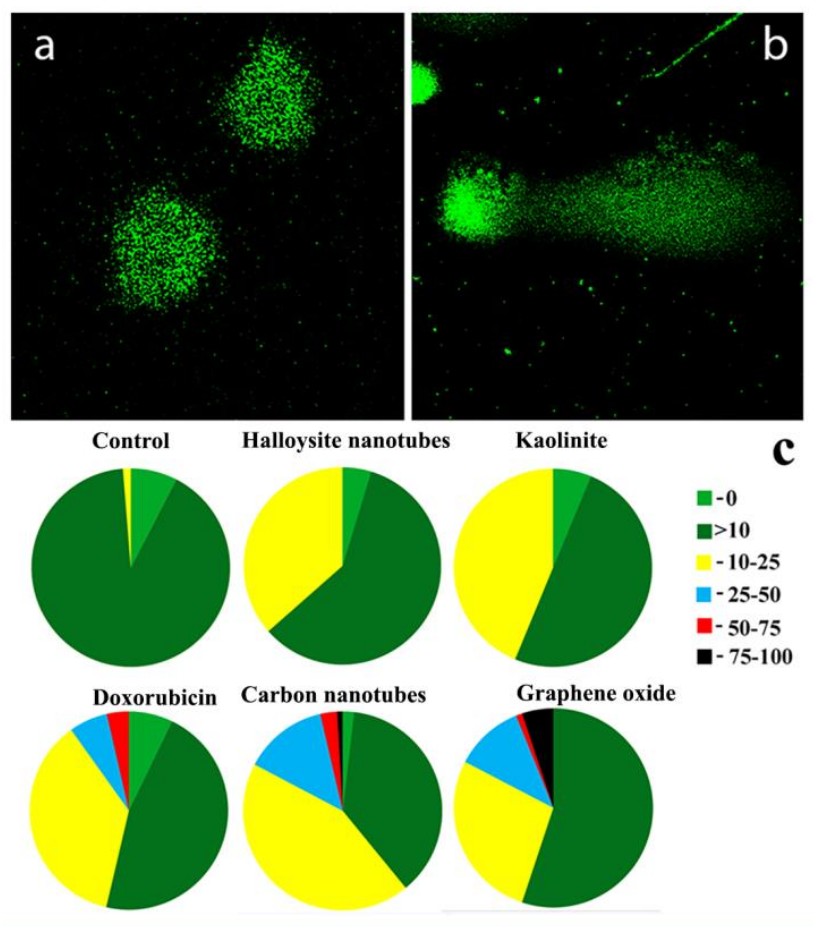 a
b
Control
Halloysite nanotubes
Kaolinite
c
-0
>10
- 10-25
- 25-50
- 50-75
- 75-100
Doxorubicin
Carbon nanotubes
Graphene oxide